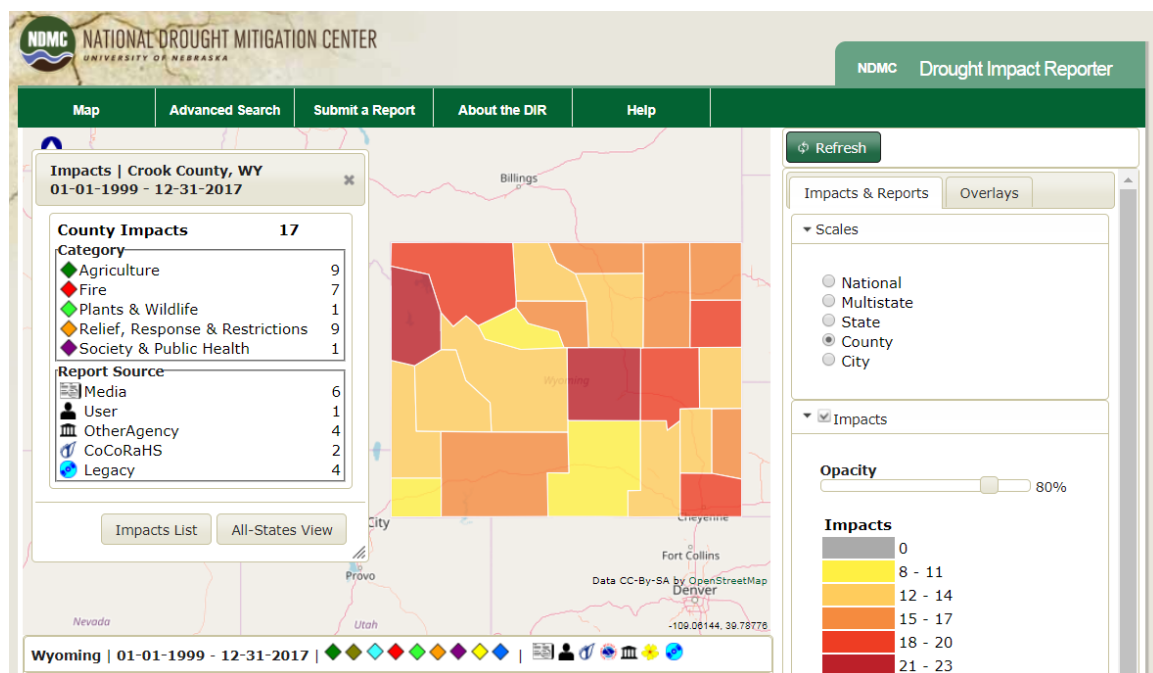 NDMC NATIONAL DROUGHT MITIGATION CENTER
UNIVERSITY OF NEBRASKA
NDMC Drought Impact Reporter
Map Advanced Search Submit a Report About the DIR Help
Impacts | Crook County, WY
01-01-1999 - 12-31-2017
County Impacts 17
Category
Agriculture 9
Fire 7
Plants & Wildlife 1
Relief, Response & Restrictions 9
Society & Public Health 1
Report Source
Media 6
User 1
OtherAgency 4
CoCoRaHS 2
Legacy 4
Impacts List All-States View
Billings
Wyoming
City
Cheyenne
Fort Collins
Provo
Data CC-By-SA by OpenStreetMap
Denver
Nevada
Utah
-109.06144, 39.78776
Wyoming | 01-01-1999 - 12-31-2017 | |
Refresh
Impacts & Reports Overlays
Scales
National
Multistate
State
County
City
Impacts
Opacity
80%
Impacts
0
8 - 11
12 - 14
15 - 17
18 - 20
21 - 23